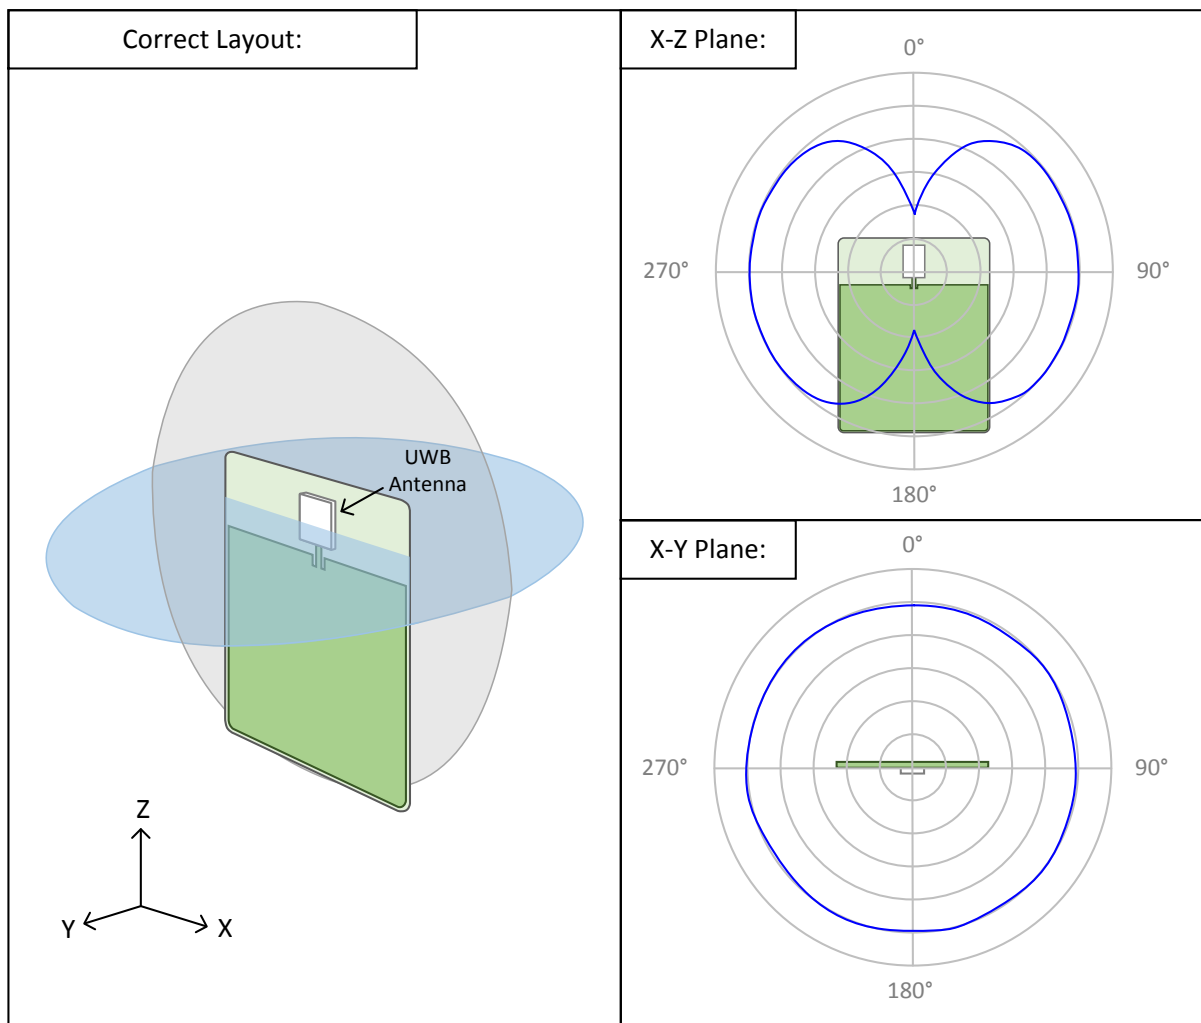 Correct Layout:
UWB
Antenna
Z
Y
X
X-Z Plane:
0°
270°
90°
180°
X-Y Plane:
0°
270°
90°
180°